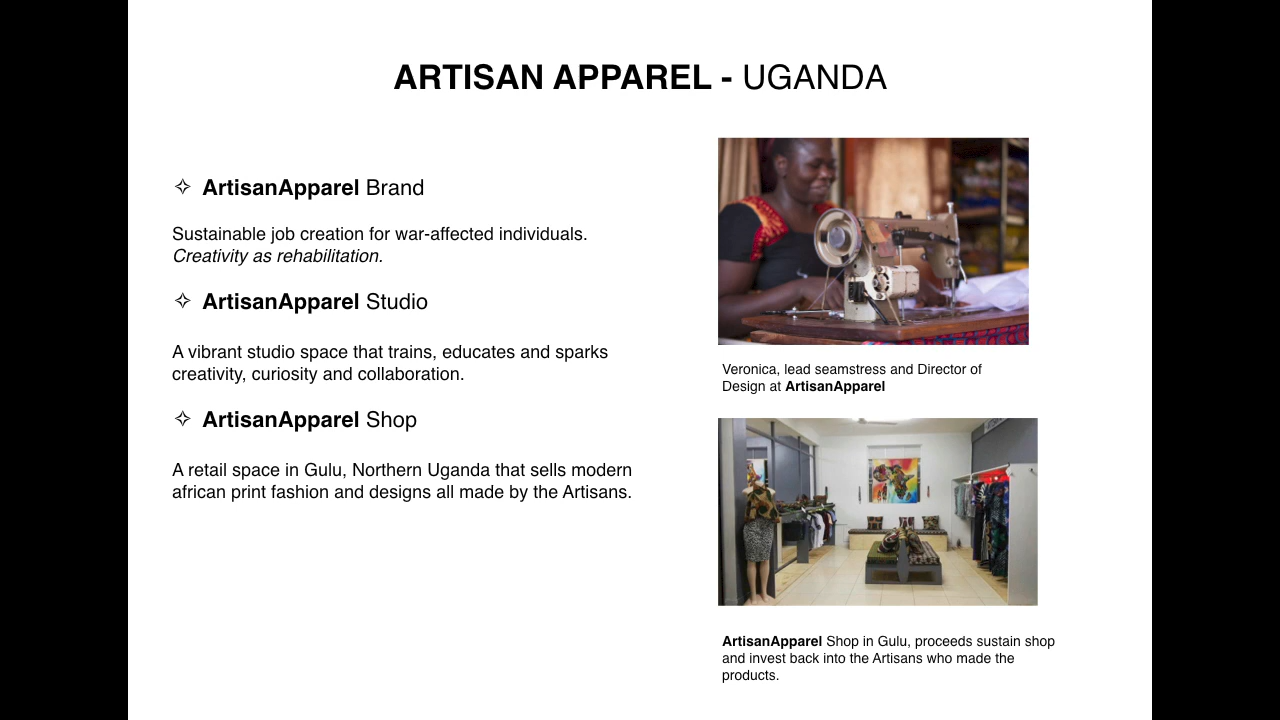 ARTISAN APPAREL - UGANDA
✧ ArtisanApparel Brand
Sustainable job creation for war-affected individuals.
Creativity as rehabilitation.
✧ ArtisanApparel Studio
A vibrant studio space that trains, educates and sparks
creativity, curiosity and collaboration.
✧ ArtisanApparel Shop
A retail space in Gulu, Northern Uganda that sells modern
african print fashion and designs all made by the Artisans.
Veronica, lead seamstress and Director of
Design at ArtisanApparel
ArtisanApparel Shop in Gulu, proceeds sustain shop
and invest back into the Artisans who made the
products.